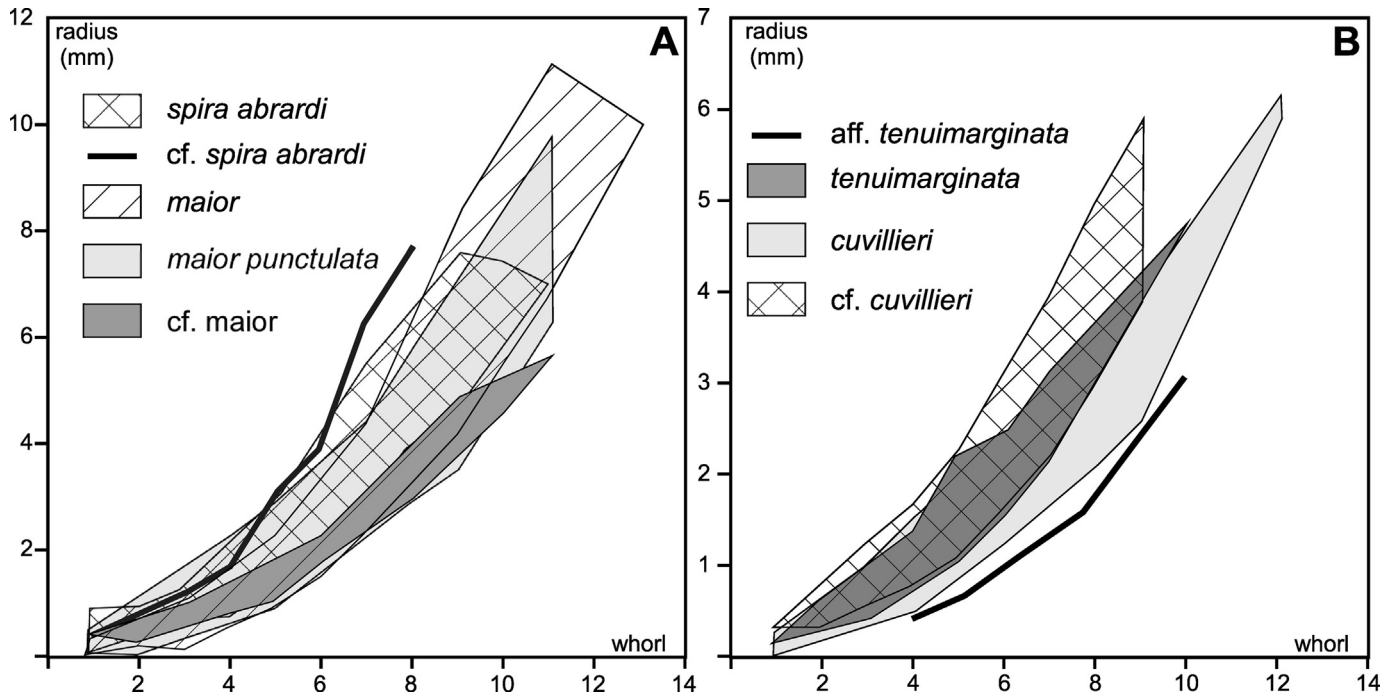 A
radius
(mm)
spira abrardi
cf. spira abrardi
maior
maior punctulata
cf. maior
12
10
8
6
4
2
whorl
2 4 6 8 10 12 14
B
radius
(mm)
aff. tenuimarginata
tenuimarginata
cuvillieri
cf. cuvillieri
7
6
5
4
3
2
1
whorl
2 4 6 8 10 12 14